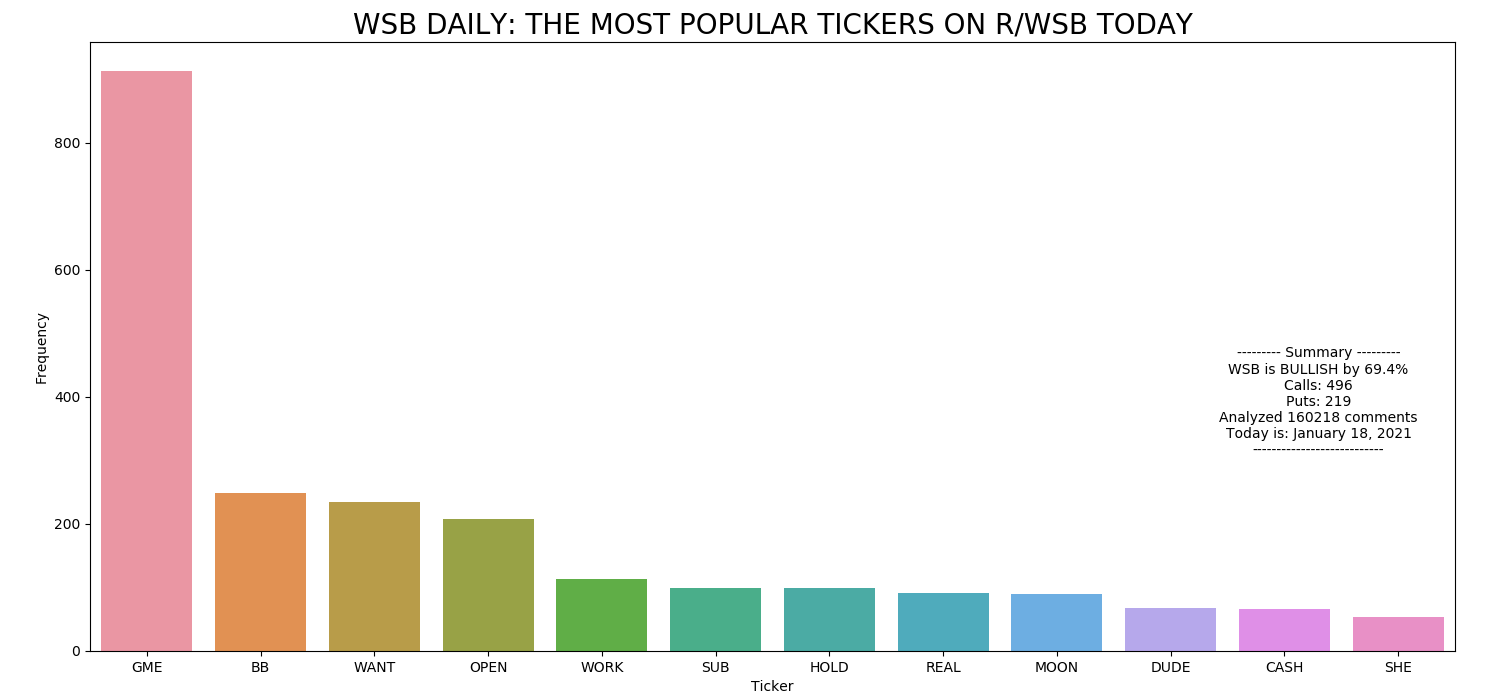 WSB DAILY: THE MOST POPULAR TICKERS ON R/WSB TODAY
800
600
400
200
0
Frequency
--------- Summary ---------
WSB is BULLISH by 69.4%
Calls: 496
Puts: 219
Analyzed 160218 comments
Today is: January 18, 2021
---------------------------
GME BB WANT OPEN WORK SUB HOLD REAL MOON DUDE CASH SHE
Ticker